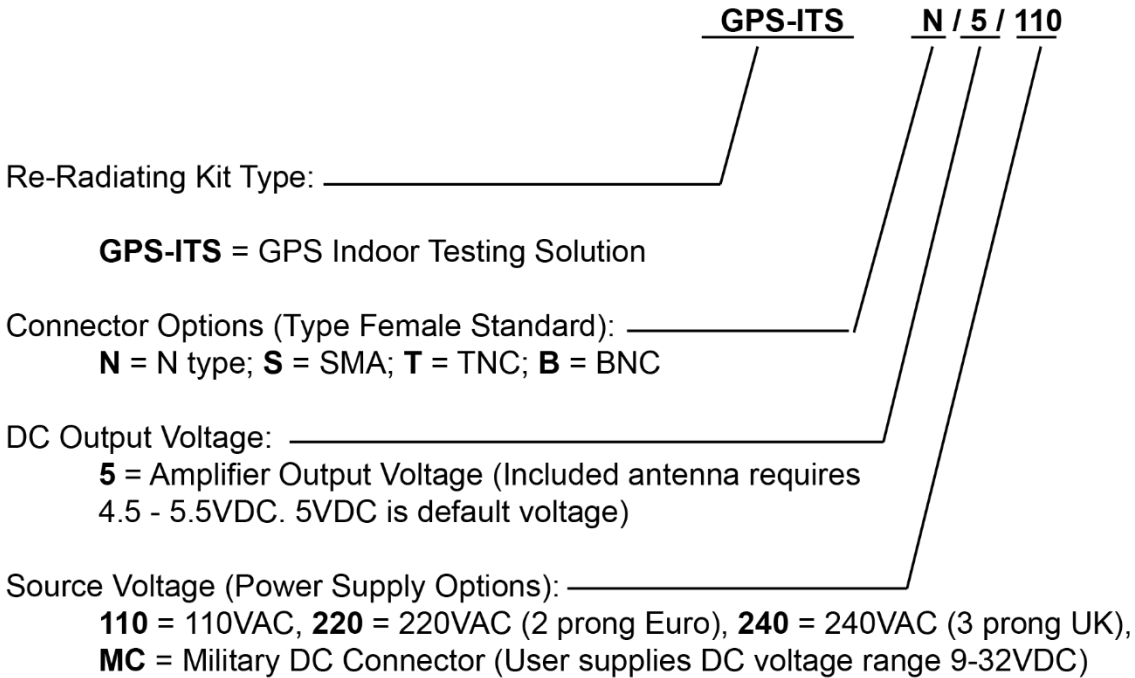 GPS-ITS N / 5 / 110
Re-Radiating Kit Type:
GPS-ITS = GPS Indoor Testing Solution
Connector Options (Type Female Standard):
N = N type; S = SMA; T = TNC; B = BNC
DC Output Voltage:
5 = Amplifier Output Voltage (Included antenna requires
4.5 - 5.5VDC. 5VDC is default voltage)
Source Voltage (Power Supply Options):
110 = 110VAC, 220 = 220VAC (2 prong Euro), 240 = 240VAC (3 prong UK),
MC = Military DC Connector (User supplies DC voltage range 9-32VDC)